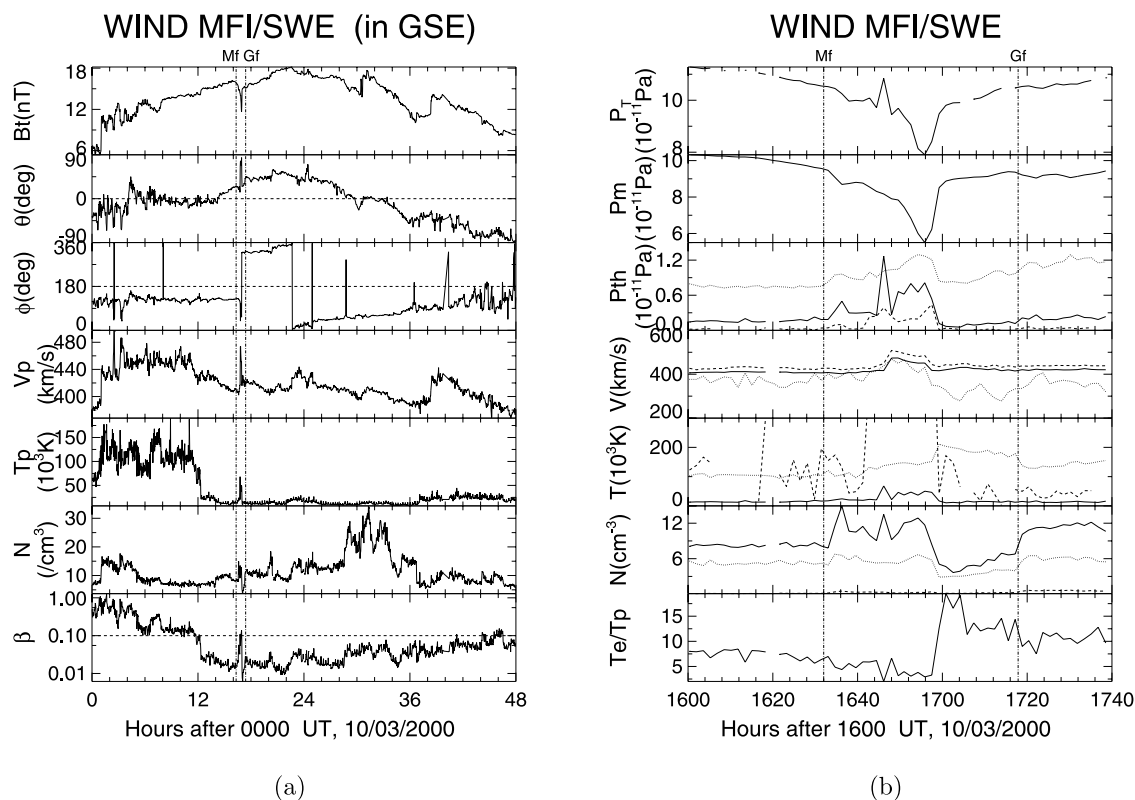 WIND MFI/SWE (in GSE)
Mf Gf
18
12
6
Bt(nT)
90
0
-90
θ(deg)
360
180
0
ϕ(deg)
480
440
400
Vp
(km/s)
150
100
50
Tp
(10³K)
30
20
10
N
(/cm³)
1.00
0.10
0.01
β
0 12 24 36 48
Hours after 0000 UT, 10/03/2000
(a)
WIND MFI/SWE
Mf Gf
10
8
P_T
(10⁻¹¹Pa)
10
8
6
Pm
(10⁻¹¹Pa)
1.2
0.6
0.0
Pth
(10⁻¹¹Pa)
600
400
200
V(km/s)
200
0
T(10³K)
12
6
N(cm⁻³)
15
10
5
Te/Tp
1600 1620 1640 1700 1720 1740
Hours after 1600 UT, 10/03/2000
(b)